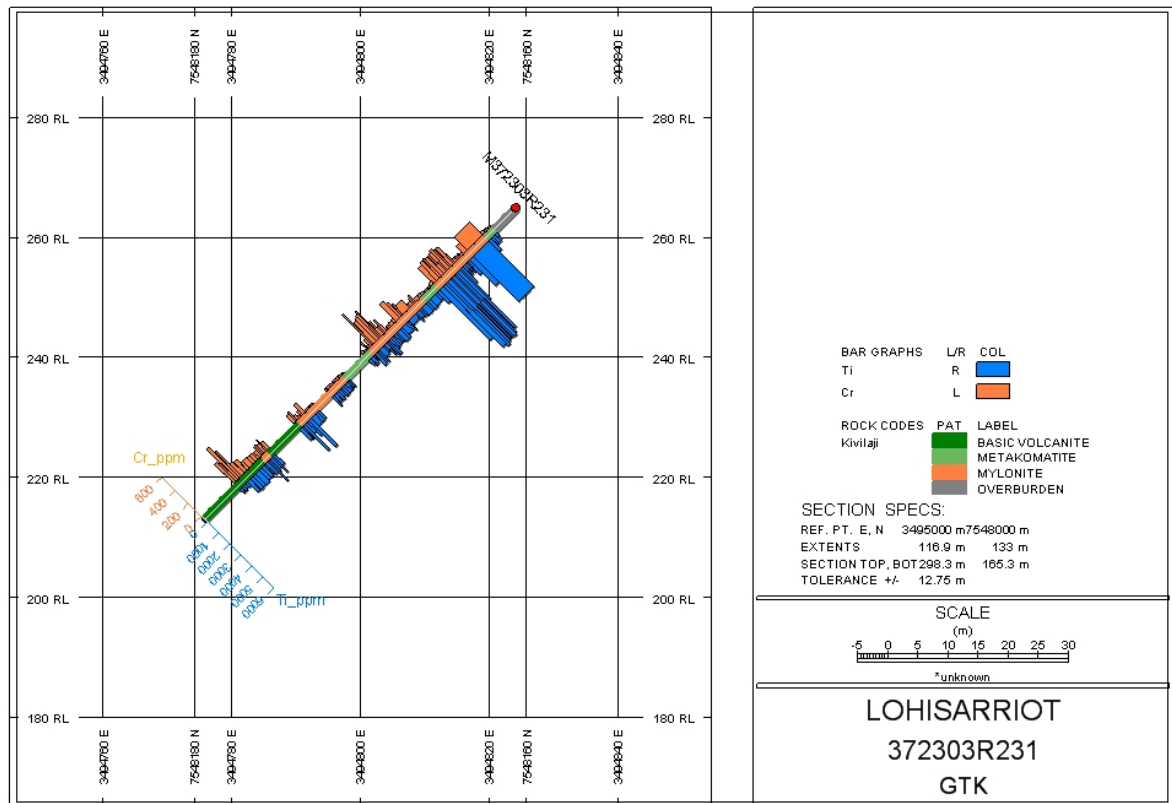 3494760 E
7548180 N
3494780 E
3494800 E
3494820 E
7548160 N
3494840 E
280 RL 280 RL
M372303R231
260 RL 260 RL
240 RL 240 RL
220 RL 220 RL
Cr_ppm
600
400
200
0
0
1000
2000
3000
4000
5000
6000
Ti_ppm
200 RL 200 RL
180 RL 180 RL
3494760 E
7548180 N
3494780 E
3494800 E
3494820 E
7548160 N
3494840 E
BAR GRAPHS L/R COL
Ti R
Cr L
ROCK CODES PAT LABEL
Kivilaji BASIC VOLCANITE
METAKOMATITE
MYLONITE
OVERBURDEN
SECTION SPECS:
REF. PT. E, N 3495000 m 7548000 m
EXTENTS 116.9 m 133 m
SECTION TOP, BOT 298.3 m 165.3 m
TOLERANCE +/- 12.75 m
SCALE
(m)
-5 0 5 10 15 20 25 30
*unknown
LOHISARRIOT
372303R231
GTK